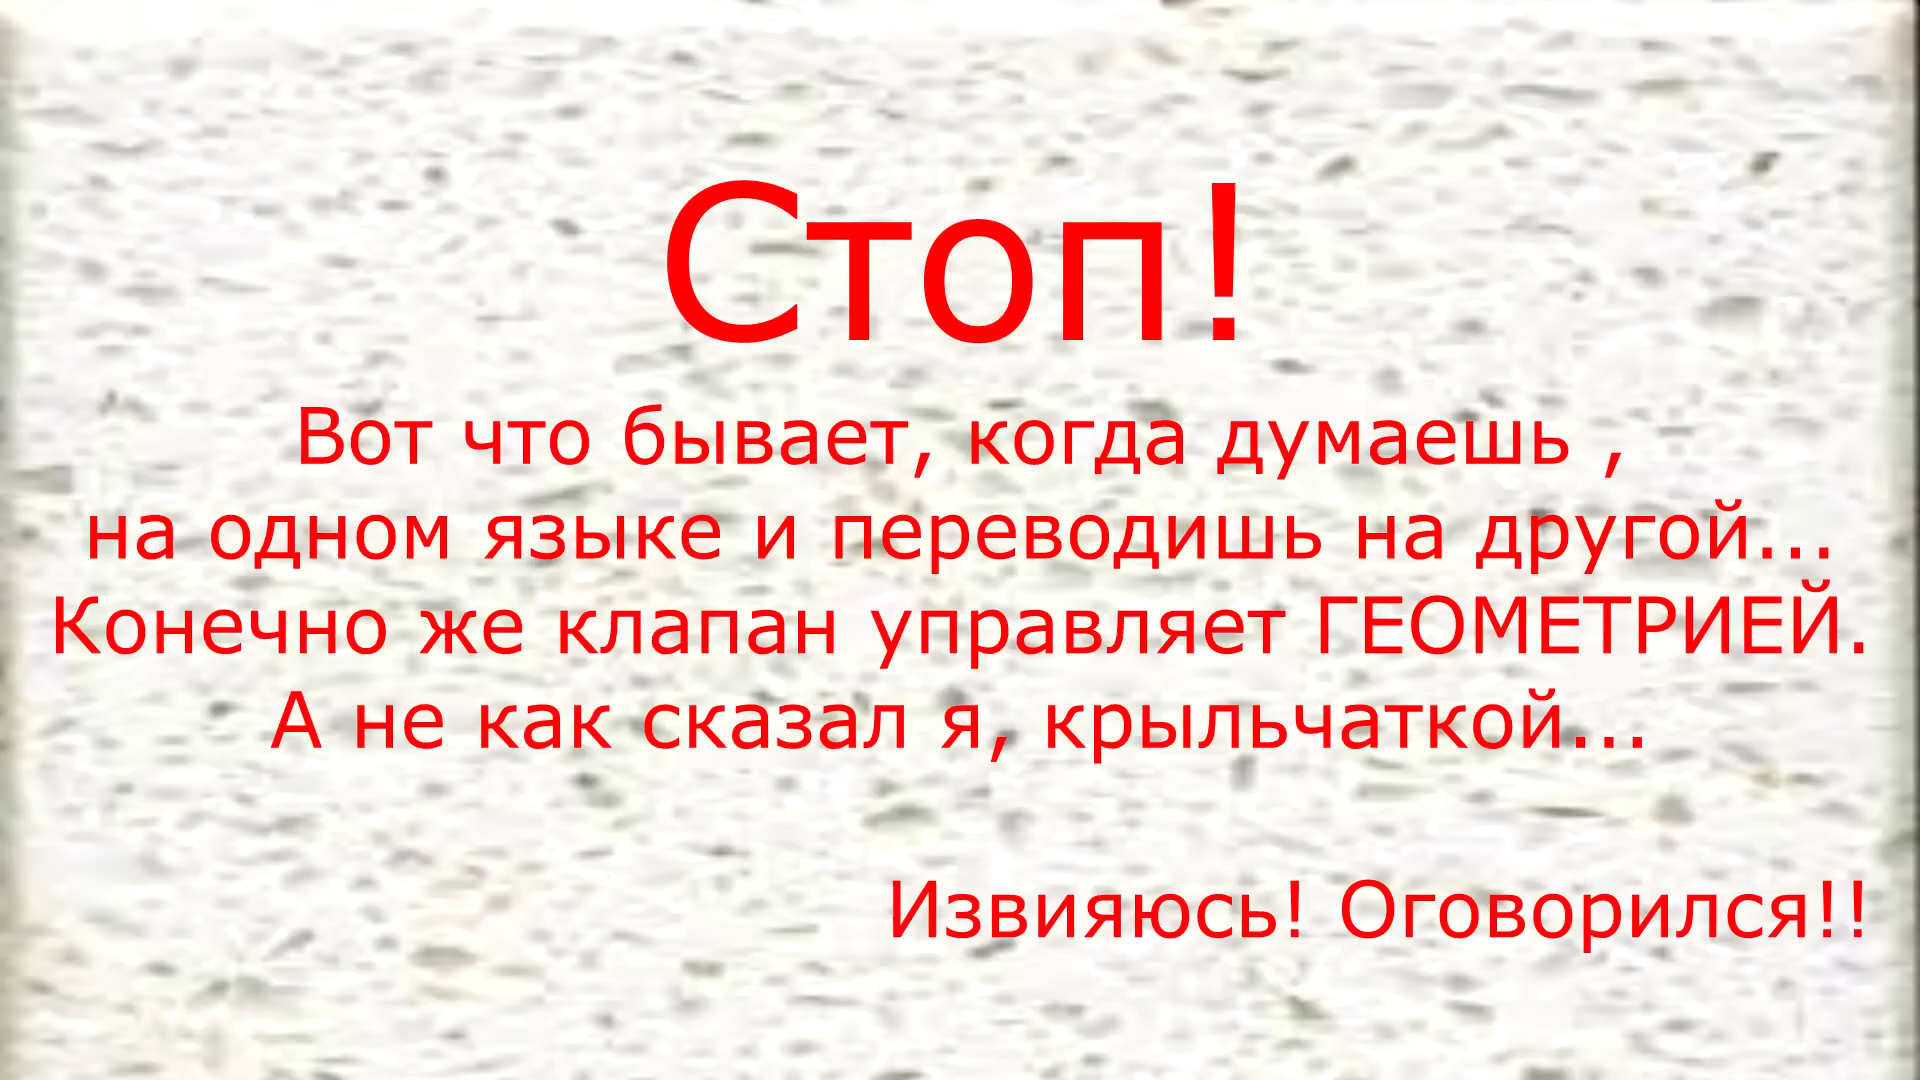 Стоп!
Вот что бывает, когда думаешь ,
на одном языке и переводишь на другой...
Конечно же клапан управляет ГЕОМЕТРИЕЙ.
А не как сказал я, крыльчаткой...
Извияюсь! Оговорился!!